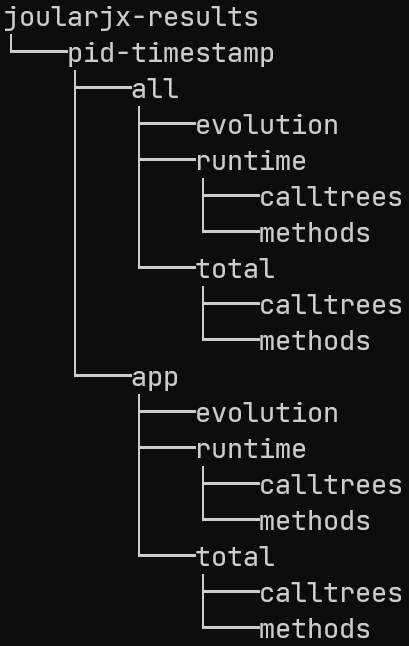 joularjx-results
pid-timestamp
all
evolution
runtime
calltrees
methods
total
calltrees
methods
app
evolution
runtime
calltrees
methods
total
calltrees
methods